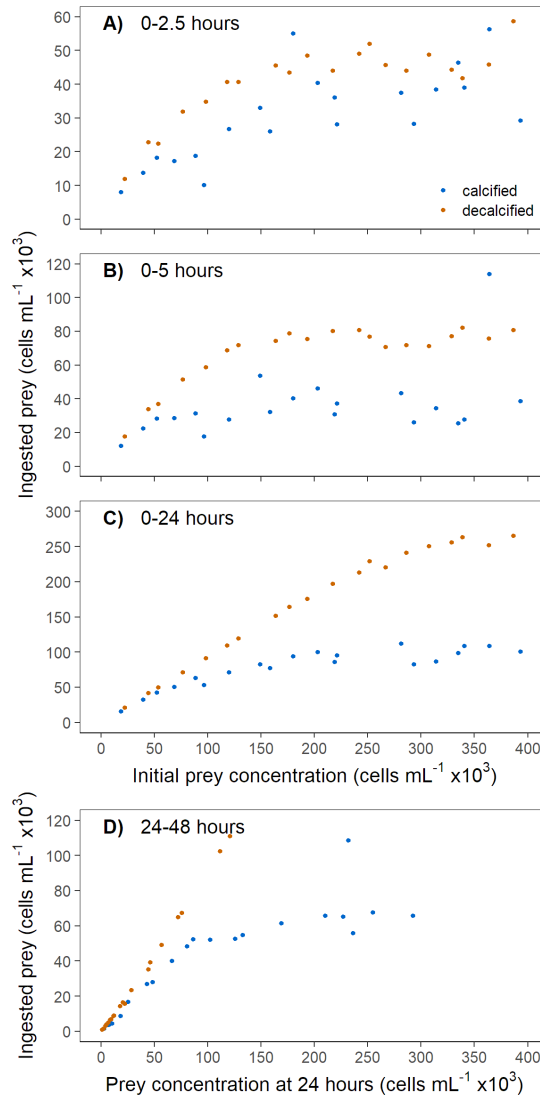 A) 0-2.5 hours
60
50
40
30
20
10
0
calcified
decalcified
Ingested prey (cells mL⁻¹ x10³)
B) 0-5 hours
120
100
80
60
40
20
0
C) 0-24 hours
300
250
200
150
100
50
0
0 50 100 150 200 250 300 350 400
Initial prey concentration (cells mL⁻¹ x10³)
D) 24-48 hours
120
100
80
60
40
20
0
Ingested prey (cells mL⁻¹ x10³)
0 50 100 150 200 250 300 350 400
Prey concentration at 24 hours (cells mL⁻¹ x10³)